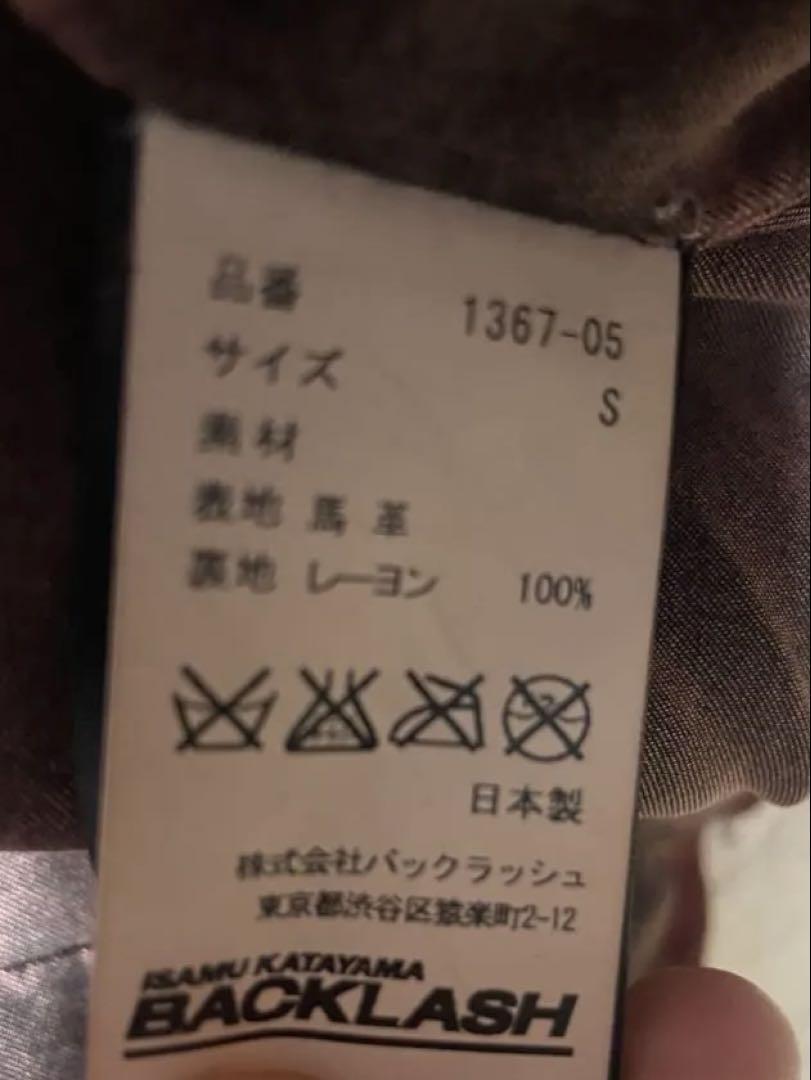 品番 1367-05
サイズ S
素材
表地 馬革
裏地 レーヨン 100%
日本製
株式会社バックラッシュ
東京都渋谷区猿楽町2-12
ISAMU KATAYAMA
BACKLASH